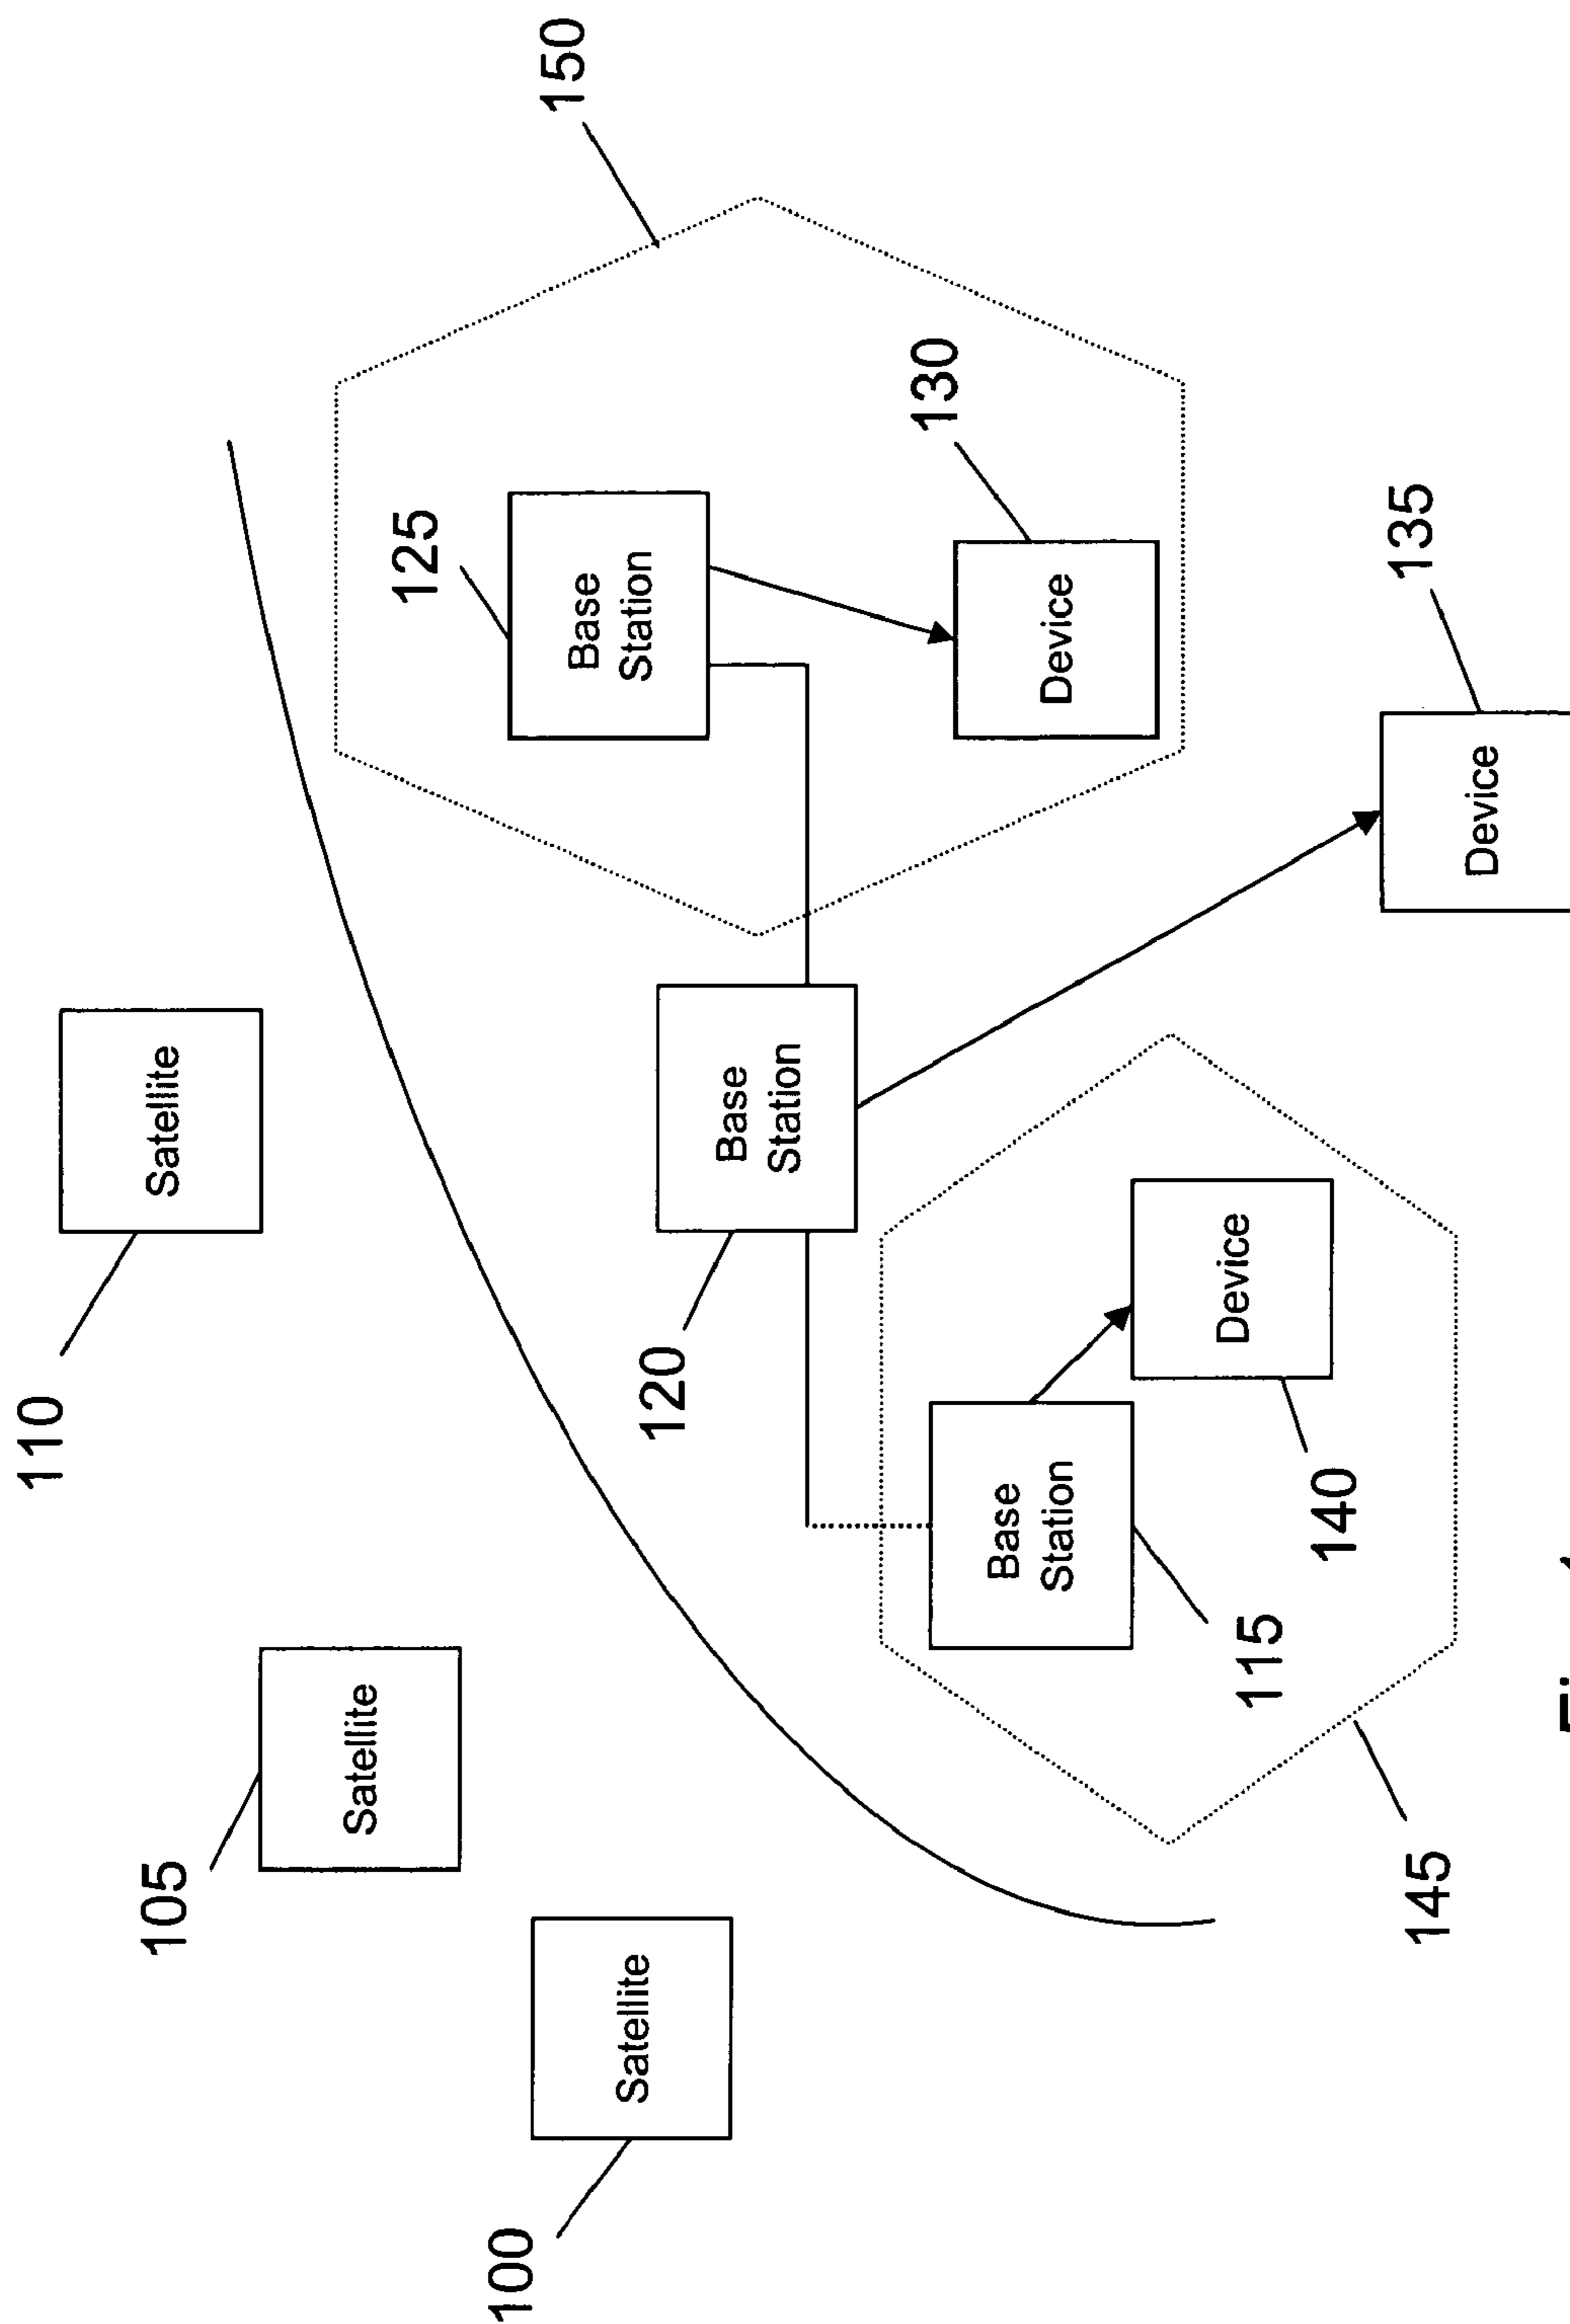 110
Satellite
105
Satellite
100
Satellite
150
125
Base
Station
130
Device
120
Base
Station
135
Device
Base
Station
115
Device
140
145